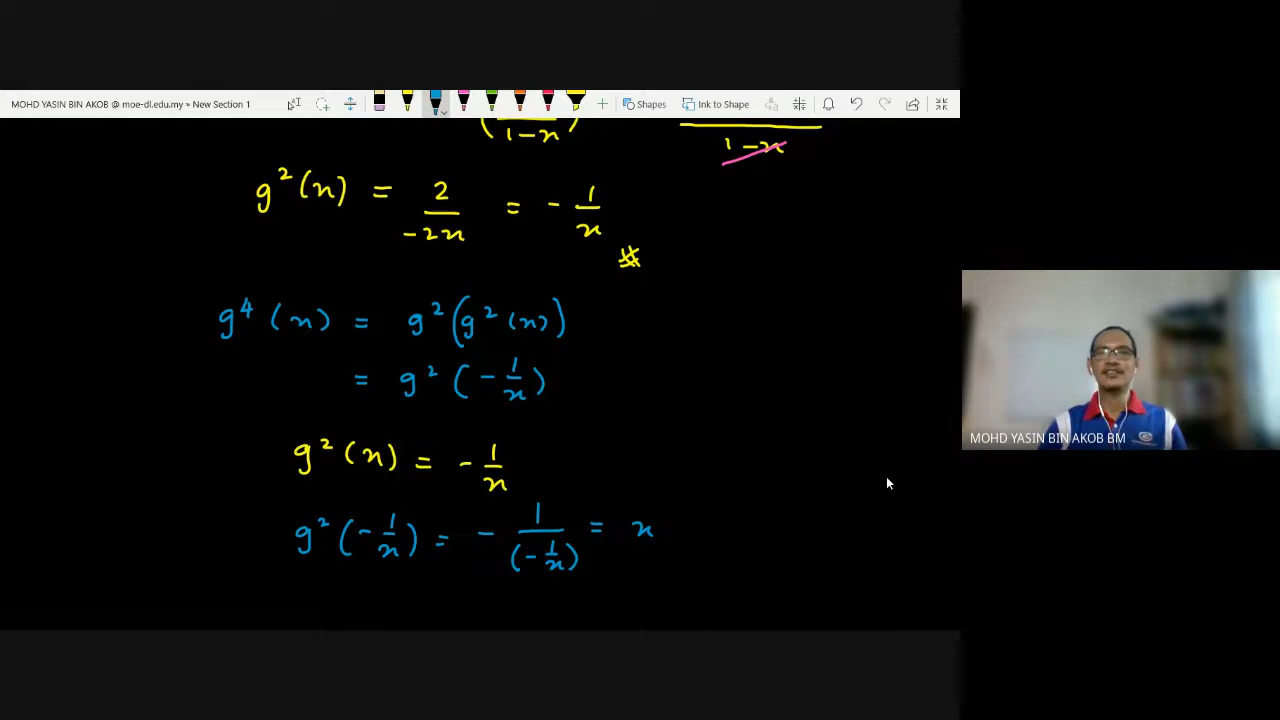 MOHD YASIN BIN AKOB @ moe-dl.edu.my » New Section 1
Shapes
Ink to Shape
(1-x)
1-x
g²(x) = 2/-2x = -1/x #
g⁴(x) = g²(g²(x))
= g²(-1/x)
g²(x) = -1/x
g²(-1/x) = -1/(-1/x) = x
MOHD YASIN BIN AKOB BM